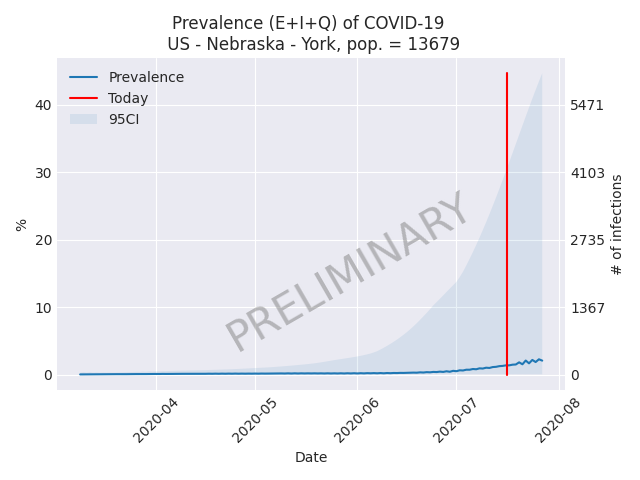 Prevalence (E+I+Q) of COVID-19
US - Nebraska - York, pop. = 13679
Prevalence
Today
95CI
40
30
20
10
0
%
5471
4103
2735
1367
0
# of infections
PRELIMINARY
2020-04
2020-05
2020-06
2020-07
2020-08
Date